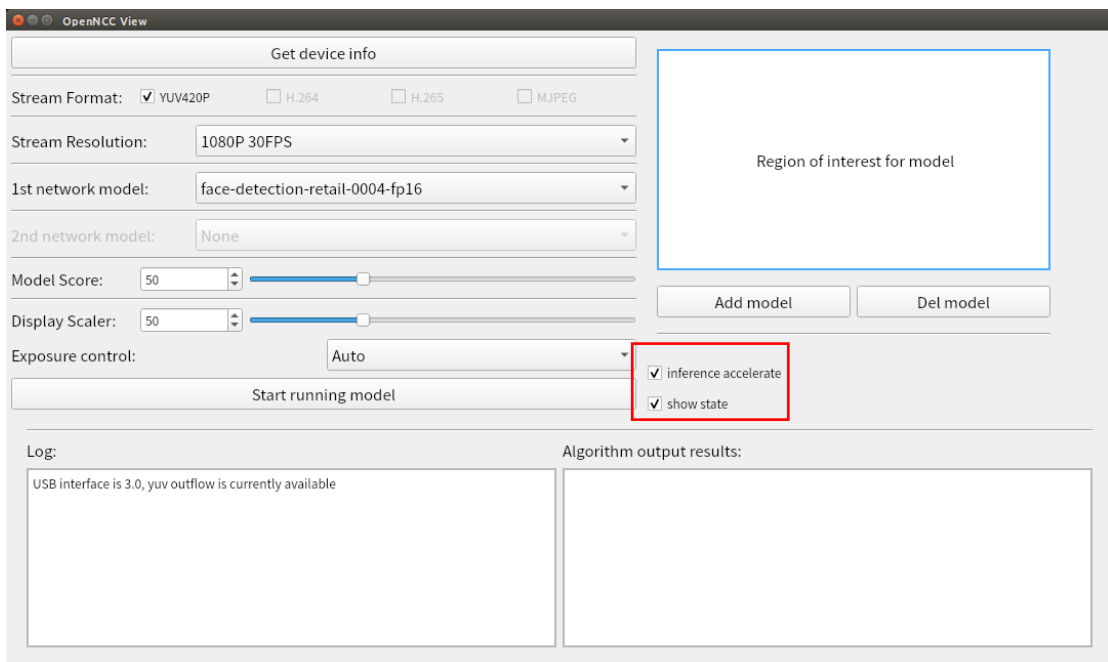 OpenNCC View
Get device info
Stream Format: YUV420P H.264 H.265 MJPEG
Stream Resolution: 1080P 30FPS
1st network model: face-detection-retail-0004-fp16
2nd network model: None
Model Score: 50
Display Scaler: 50
Exposure control: Auto
Start running model
Region of interest for model
Add model Del model
inference accelerate
show state
Log:
USB interface is 3.0, yuv outflow is currently available
Algorithm output results: